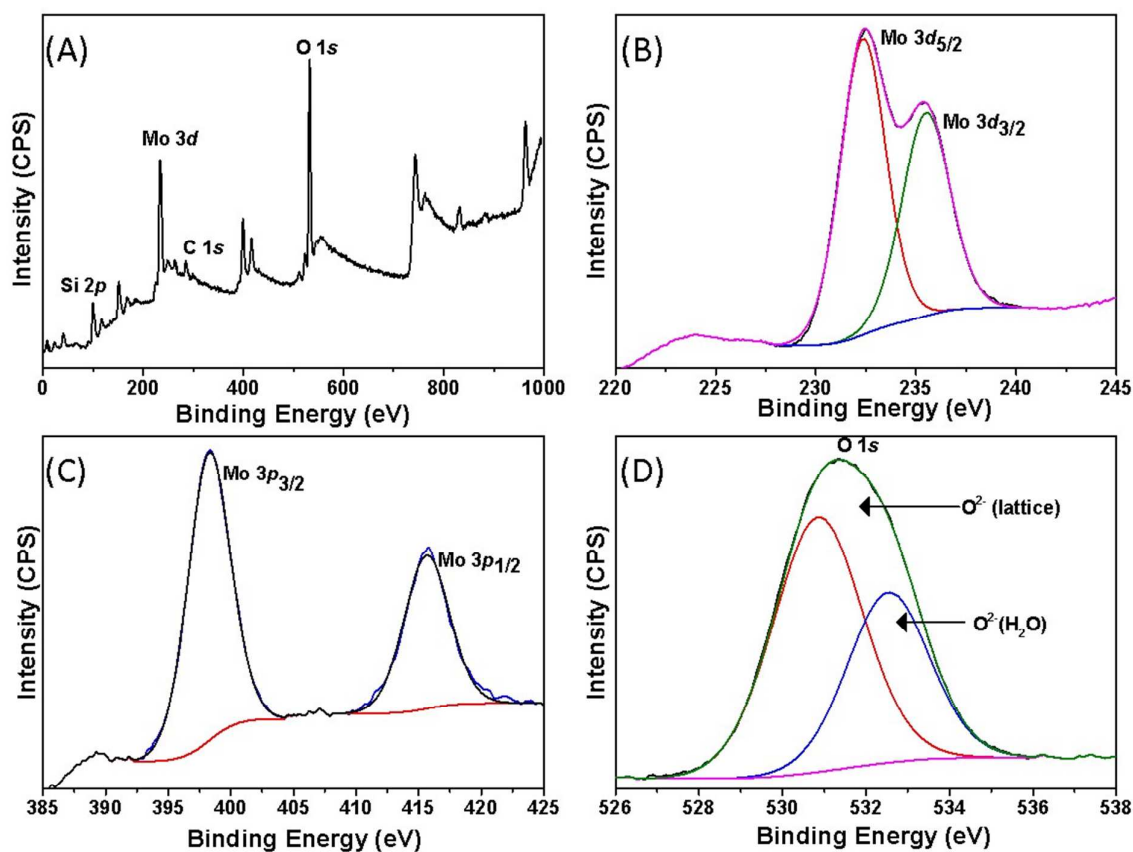 (A)
O 1s
Mo 3d
C 1s
Si 2p
Intensity (CPS)
0 200 400 600 800 1000
Binding Energy (eV)
(B)
Mo 3d5/2
Mo 3d3/2
Intensity (CPS)
220 225 230 235 240 245
Binding Energy (eV)
(C)
Mo 3p3/2
Mo 3p1/2
Intensity (CPS)
385 390 395 400 405 410 415 420 425
Binding Energy (eV)
(D)
O 1s
O²⁻ (lattice)
O²⁻(H₂O)
Intensity (CPS)
526 528 530 532 534 536 538
Binding Energy (eV)